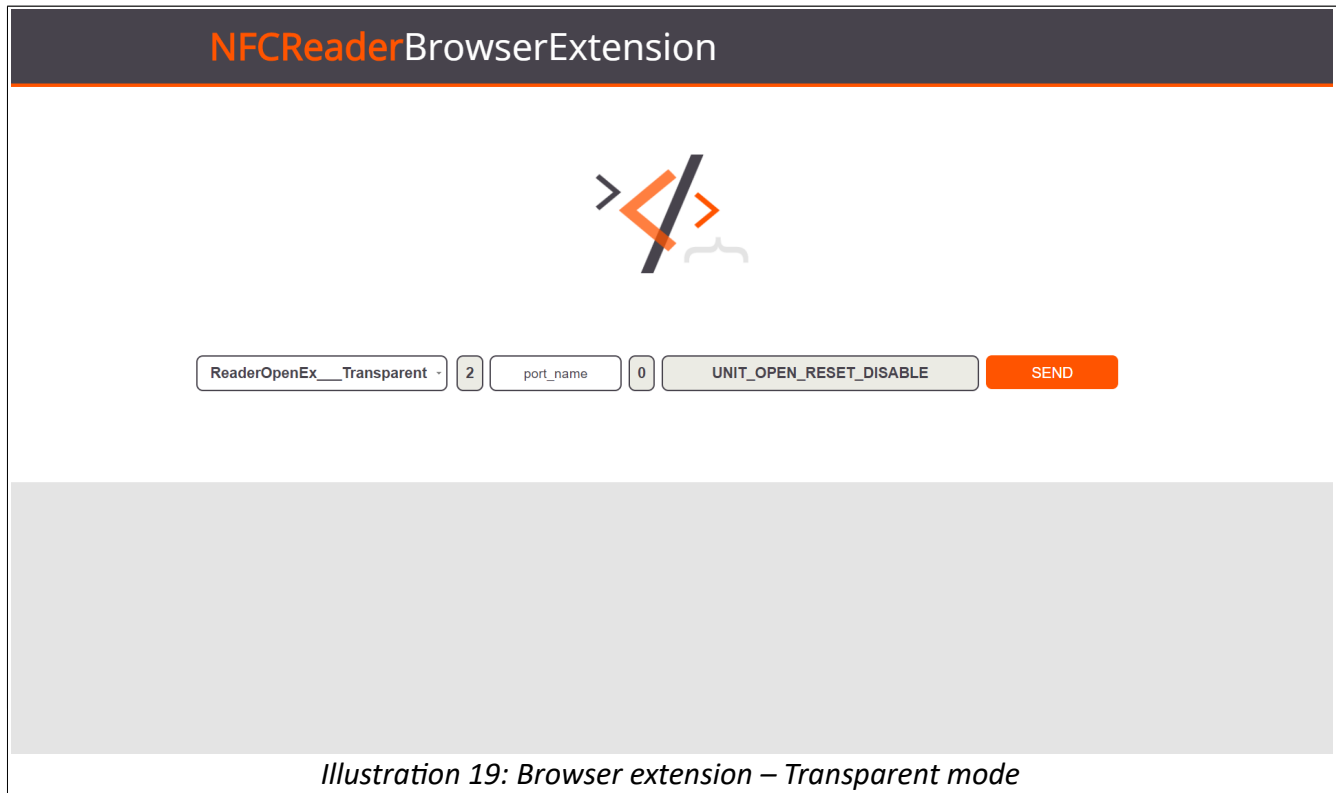 NFCReaderBrowserExtension
ReaderOpenEx___Transparent 2 port_name 0 UNIT_OPEN_RESET_DISABLE SEND
Illustration 19: Browser extension – Transparent mode